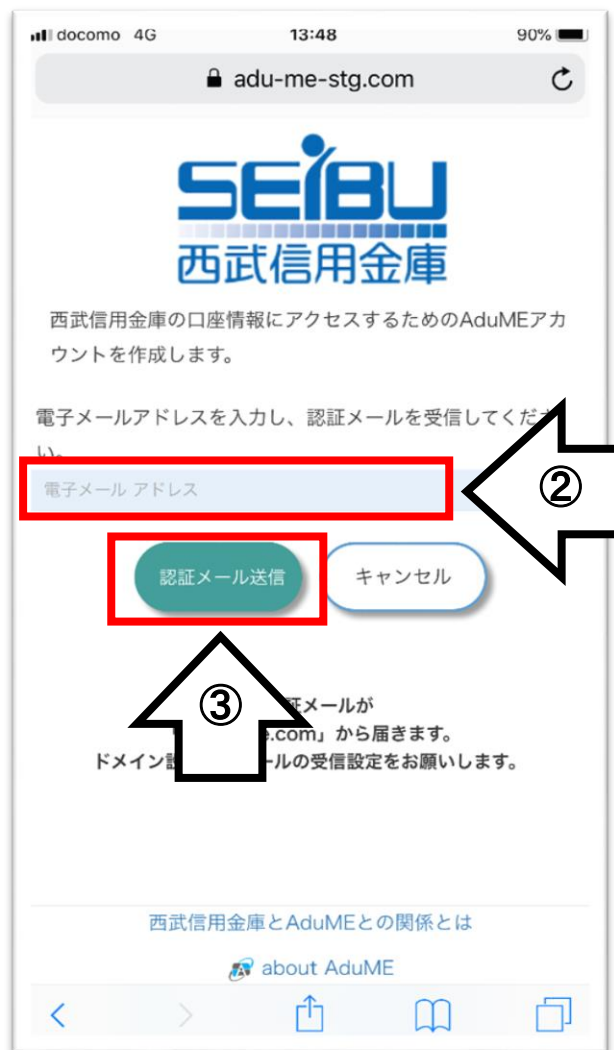 docomo 4G 13:48 90%
adu-me-stg.com
SEIBU
西武信用金庫
西武信用金庫の口座情報にアクセスするためのAduMEアカ
ウントを作成します。
電子メールアドレスを入力し、認証メールを受信してくださ
い。
電子メール アドレス
②
認証メール送信 キャンセル
③
証メールが
.com」から届きます。
ドメイン ールの受信設定をお願いします。
西武信用金庫とAduMEとの関係とは
about AduME